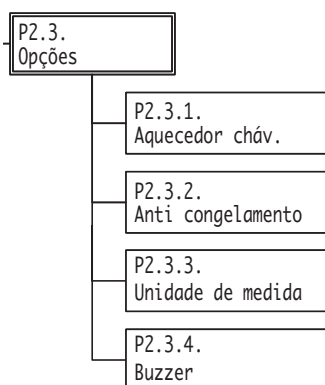 P2.3.
Opções
P2.3.1.
Aquecedor cháv.
P2.3.2.
Anti congelamento
P2.3.3.
Unidade de medida
P2.3.4.
Buzzer